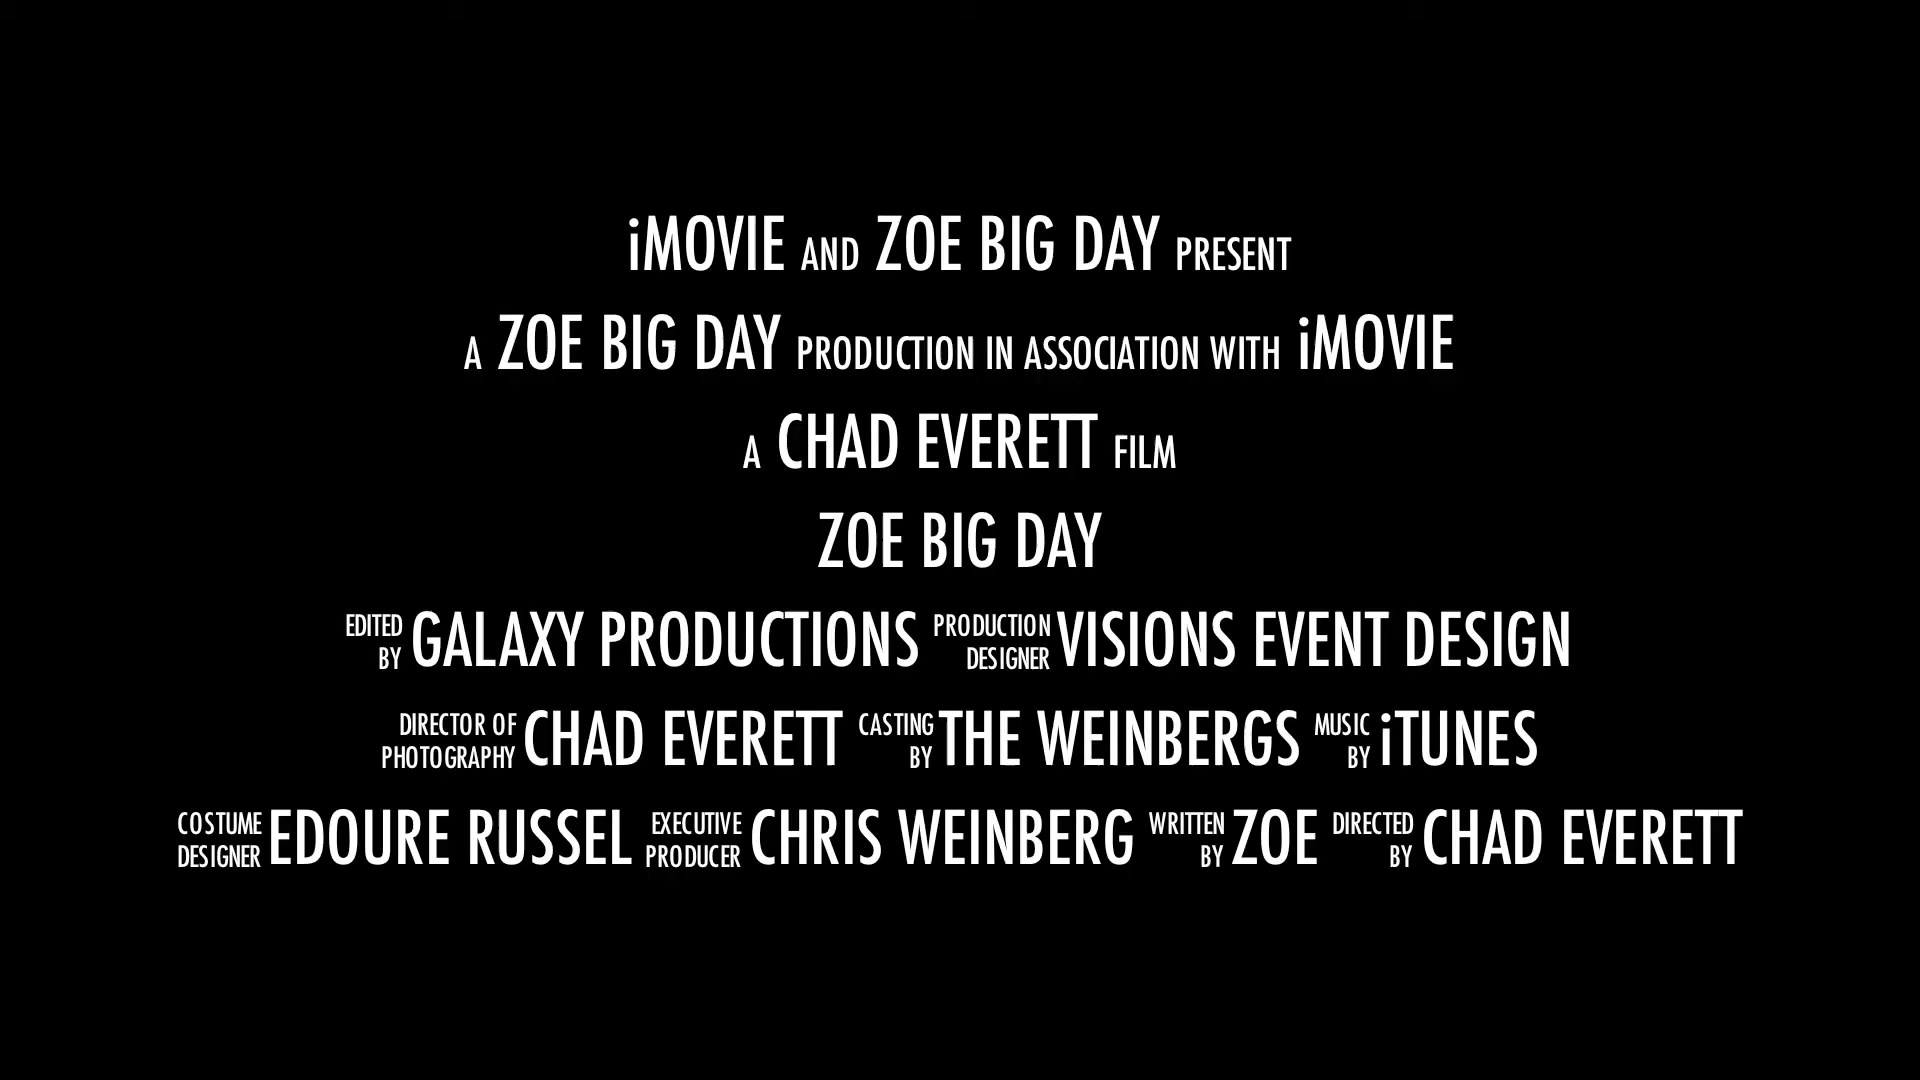 iMOVIE AND ZOE BIG DAY PRESENT
A ZOE BIG DAY PRODUCTION IN ASSOCIATION WITH iMOVIE
A CHAD EVERETT FILM
ZOE BIG DAY
EDITED BY GALAXY PRODUCTIONS PRODUCTION DESIGNER VISIONS EVENT DESIGN
DIRECTOR OF PHOTOGRAPHY CHAD EVERETT CASTING BY THE WEINBERGS MUSIC BY iTUNES
COSTUME DESIGNER EDOURE RUSSEL EXECUTIVE PRODUCER CHRIS WEINBERG WRITTEN BY ZOE DIRECTED BY CHAD EVERETT